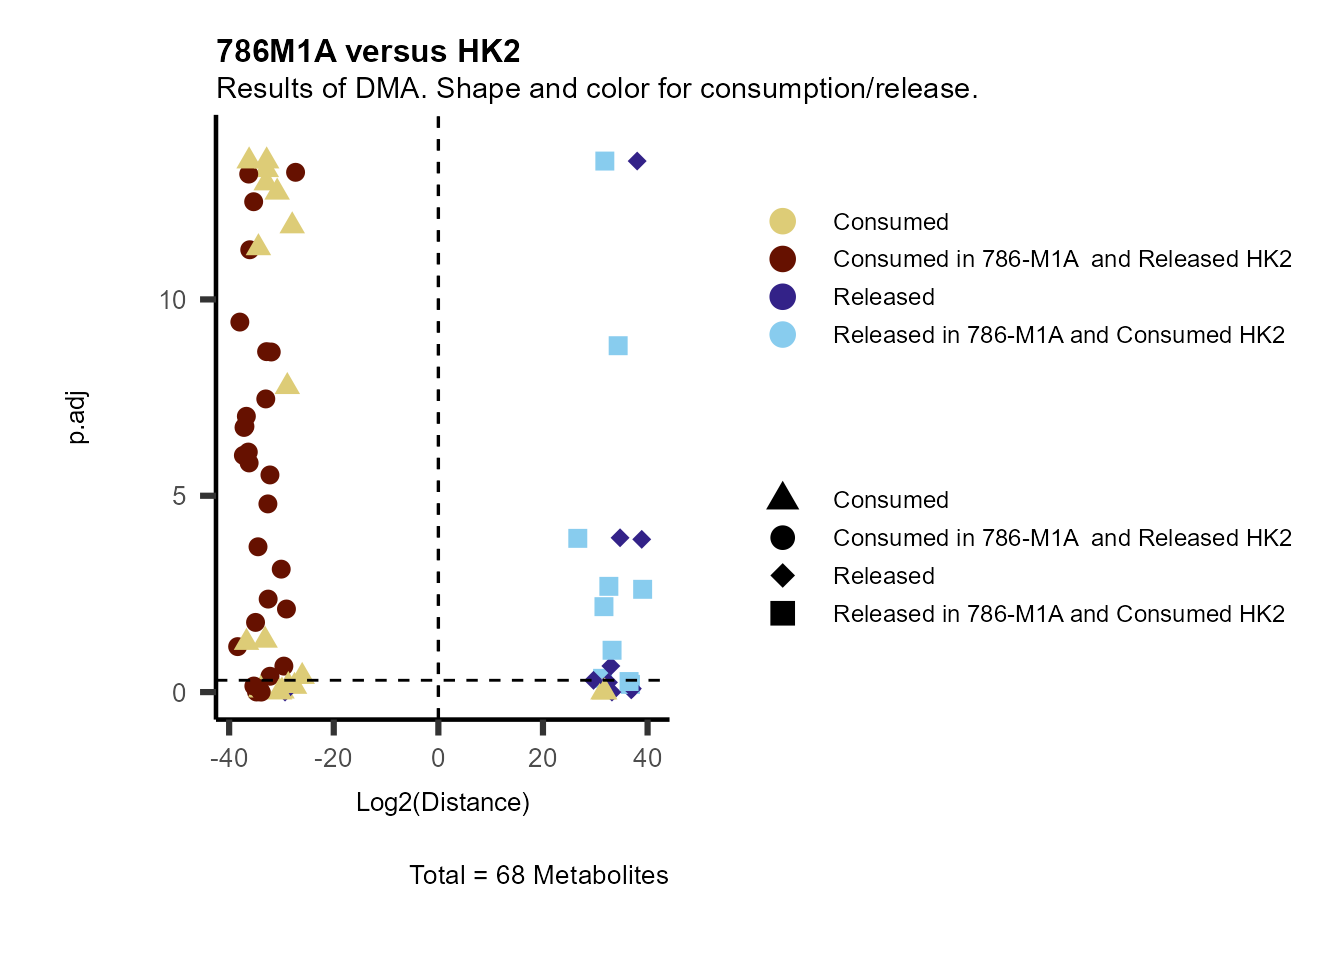 786M1A versus HK2
Results of DMA. Shape and color for consumption/release.
p.adj
10
5
0
-40 -20 0 20 40
Log2(Distance)
Total = 68 Metabolites
Consumed
Consumed in 786-M1A  and Released HK2
Released
Released in 786-M1A and Consumed HK2
Consumed
Consumed in 786-M1A  and Released HK2
Released
Released in 786-M1A and Consumed HK2